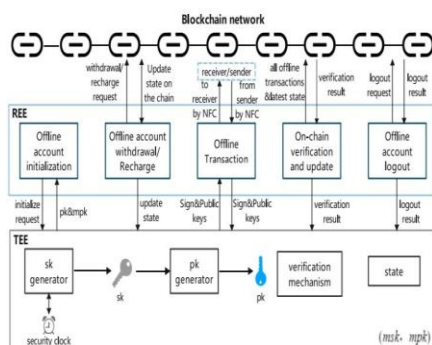 Blockchain network
withdrawal/
recharge
request
Update
state on
the chain
receiver/sender
to
receiver
by NFC
from
sender
by NFC
all offline
transactions
&latest state
verification
result
logout
request
logout
result
REE
Offline
account
initialization
Offline account
withdrawal/
Recharge
Offline
Transaction
On-chain
verification
and update
Offline
account
logout
initialize
request
pk&mpk
update
state
Sign&Public
keys
Sign&Public
keys
verification
result
logout
result
TEE
sk
generator
sk
pk
generator
pk
verification
mechanism
state
security clock
(msk, mpk)